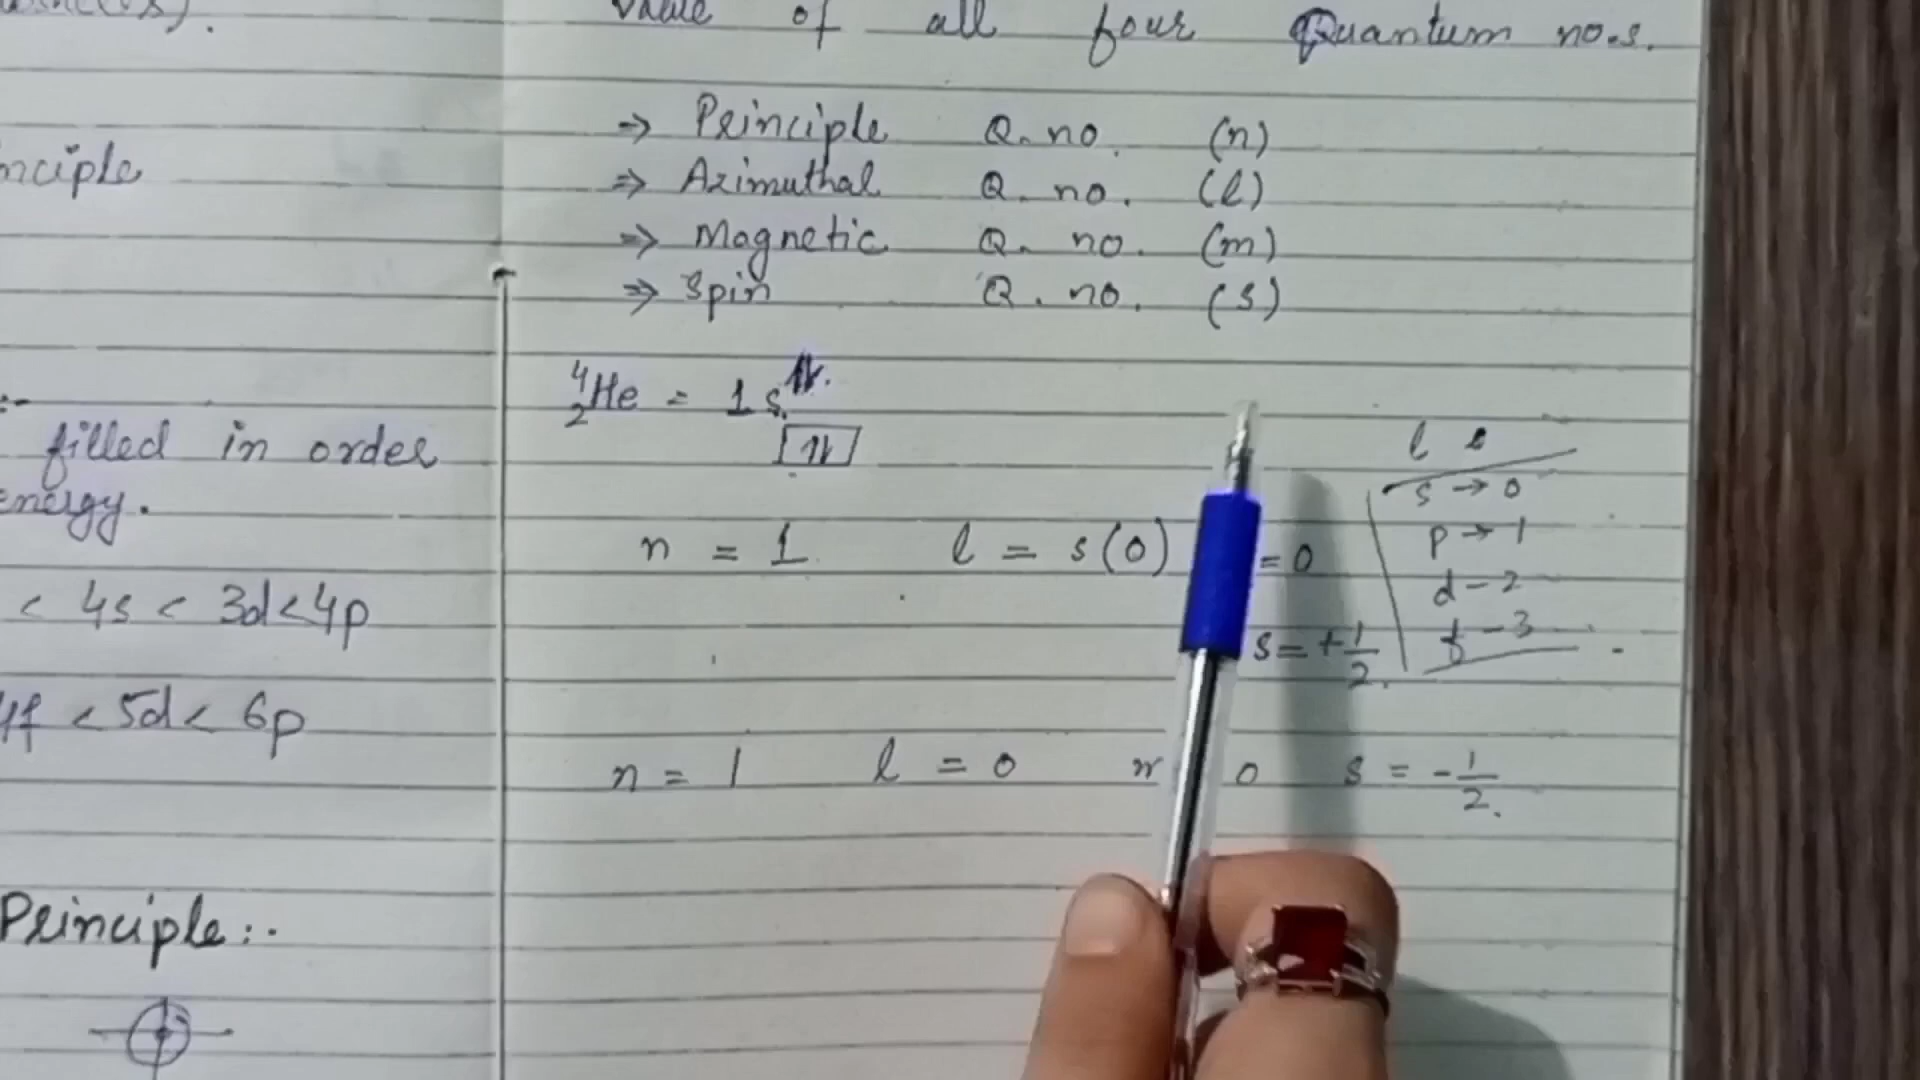 value of all four Quantum no.s.
→ Principle Q. no. (n)
⇒ Azimuthal Q. no. (l)
⇒ Magnetic Q. no. (m)
⇒ Spin Q. no. (s)
⁴₂He = 1s
n = 1 l = s(0) = 0
s = +1/2.
n = 1 l = 0 0 s = -1/2.
l
s → 0
p → 1
d - 2
f - 3
filled in order
energy.
< 4s < 3d < 4p
4f < 5d < 6p
Principle :-